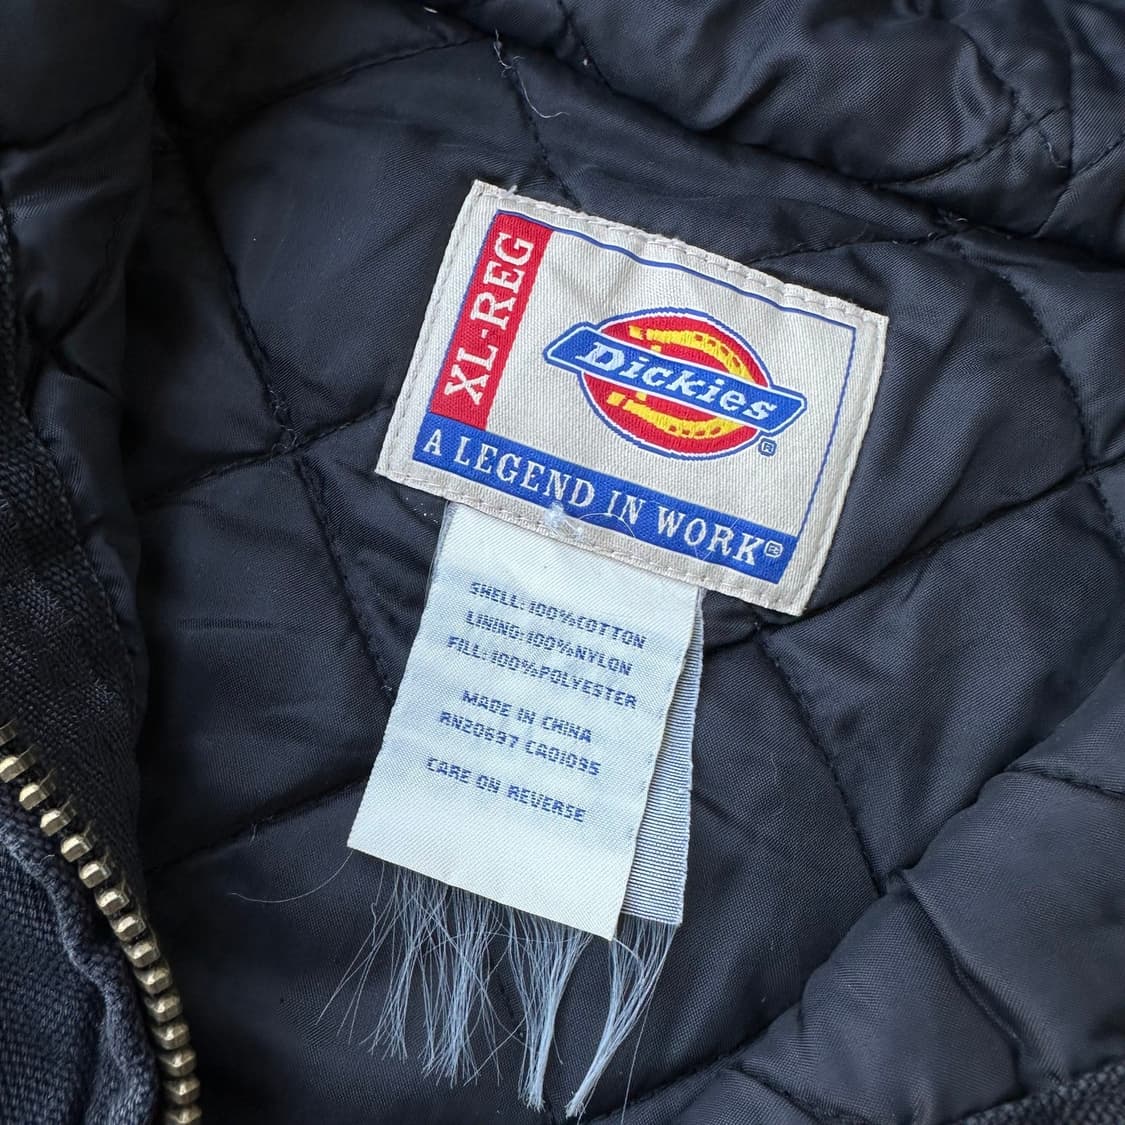 XL-REG
Dickies ®
A LEGEND IN WORK ®
SHELL: 100%COTTON
LINING: 100%NYLON
FILL: 100%POLYESTER
MADE IN CHINA
RN20697 CA01095
CARE ON REVERSE